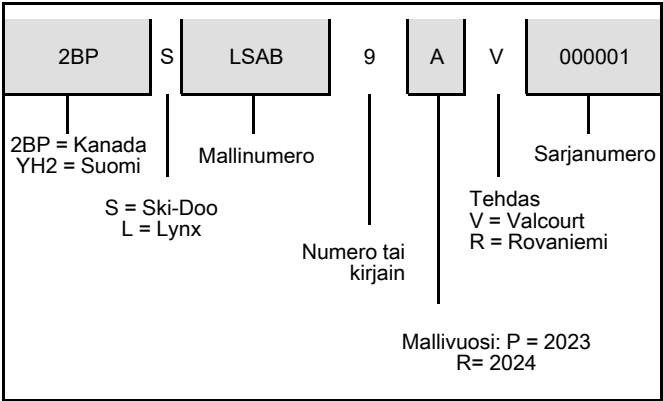 2BP S LSAB 9 A V 000001
2BP = Kanada
YH2 = Suomi
Mallinumero
Sarjanumero
S = Ski-Doo
L = Lynx
Tehdas
V = Valcourt
R = Rovaniemi
Numero tai
kirjain
Mallivuosi: P = 2023
R= 2024